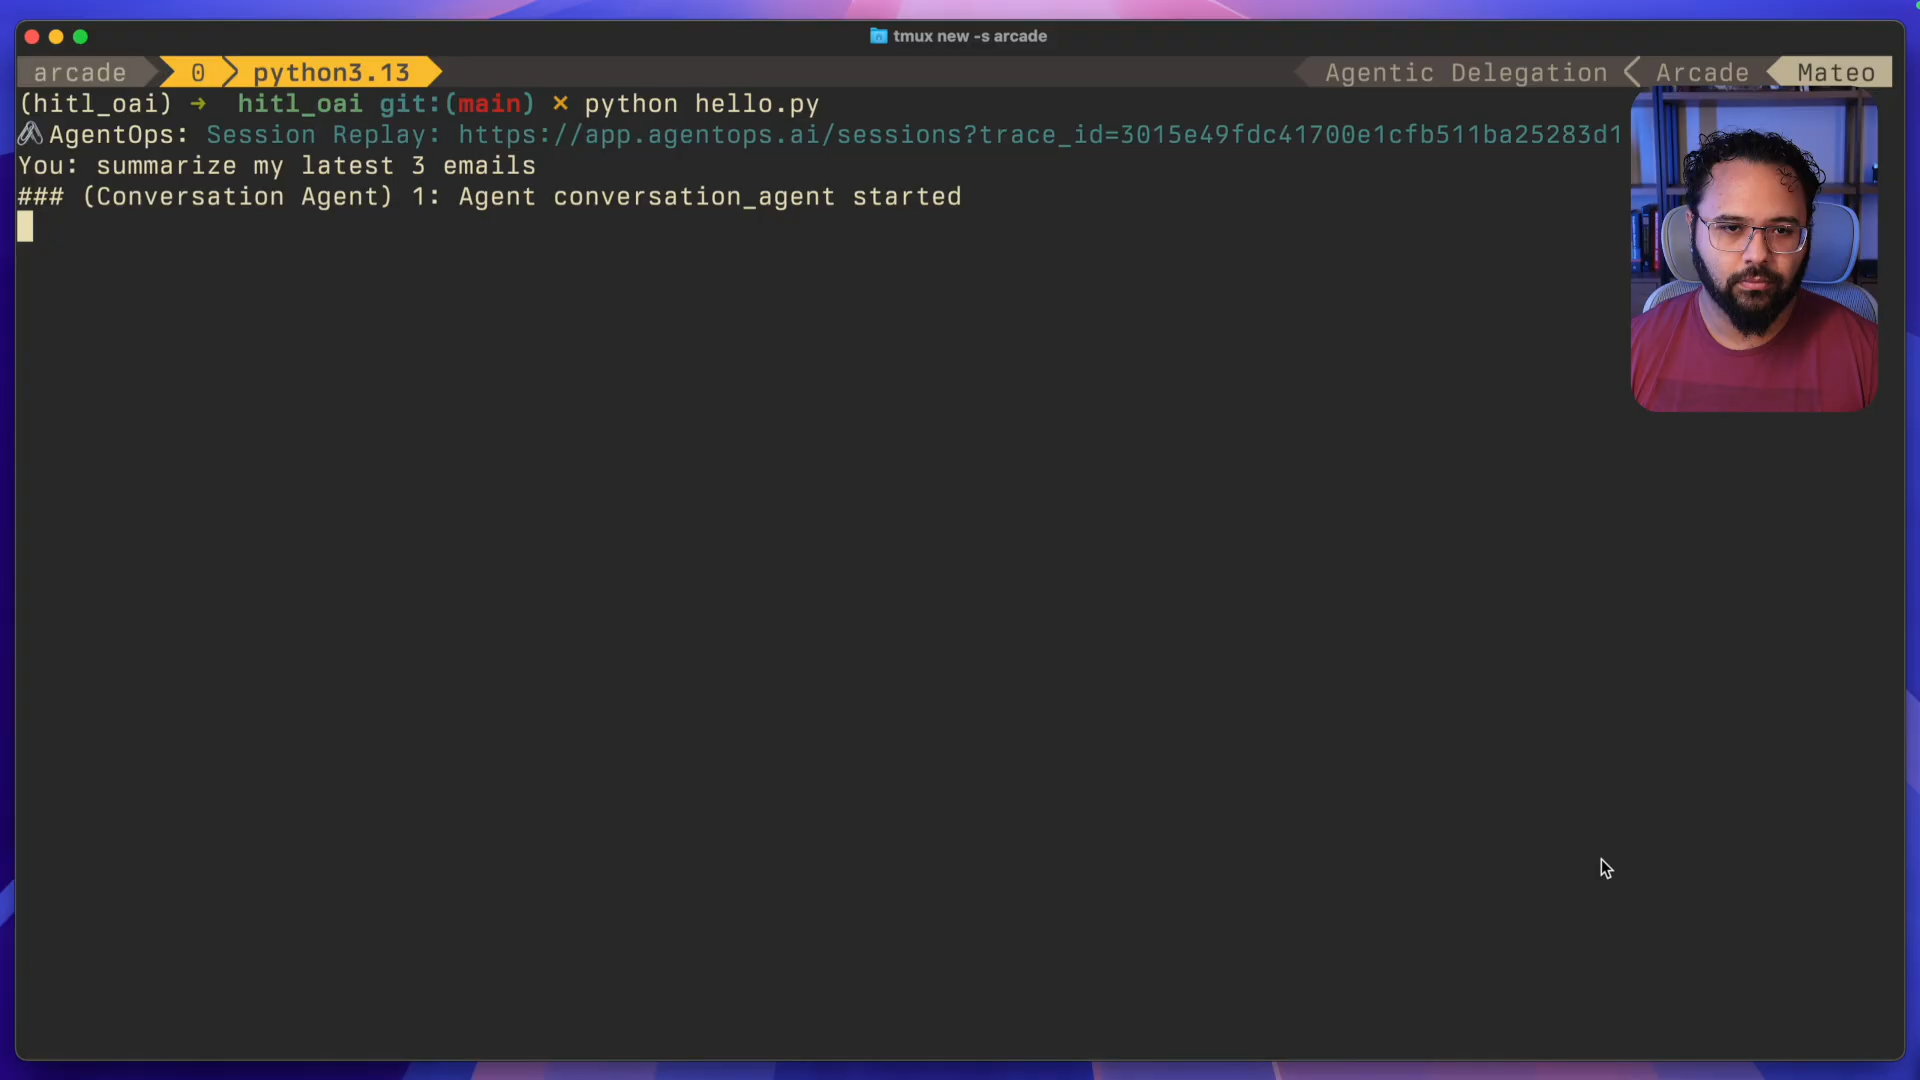 tmux new -s arcade
arcade 0 python3.13 Agentic Delegation Arcade Mateo
(hitl_oai) → hitl_oai git:(main) × python hello.py
AgentOps: Session Replay: https://app.agentops.ai/sessions?trace_id=3015e49fdc41700e1cfb511ba25283d1
You: summarize my latest 3 emails
### (Conversation Agent) 1: Agent conversation_agent started